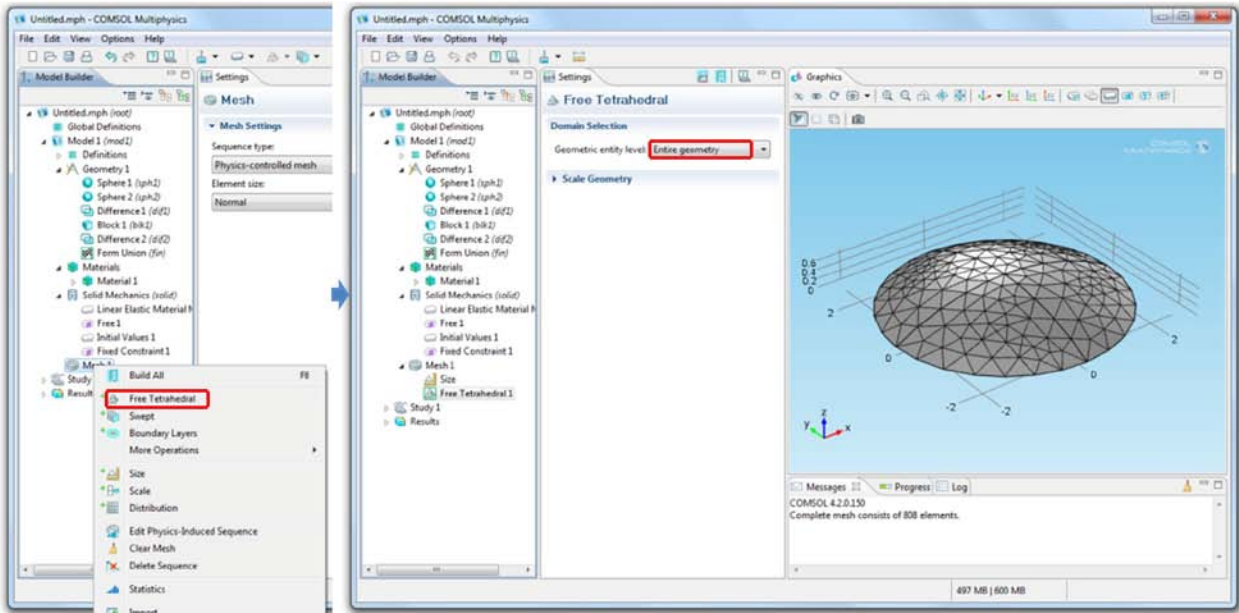 Untitled.mph - COMSOL Multiphysics
File Edit View Options Help
Model Builder
Untitled.mph (root)
Global Definitions
Model 1 (mod1)
Definitions
Geometry 1
Sphere 1 (sph1)
Sphere 2 (sph2)
Difference 1 (dif1)
Block 1 (blk1)
Difference 2 (dif2)
Form Union (fin)
Materials
Material 1
Solid Mechanics (solid)
Linear Elastic Material M
Free 1
Initial Values 1
Fixed Constraint 1
Mesh 1
Study
Result
Build All F8
Free Tetrahedral
Swept
Boundary Layers
More Operations
Size
Scale
Distribution
Edit Physics-Induced Sequence
Clear Mesh
Delete Sequence
Statistics
Import
Settings
Mesh
Mesh Settings
Sequence type:
Physics-controlled mesh
Element size:
Normal
Untitled.mph - COMSOL Multiphysics
File Edit View Options Help
Model Builder
Untitled.mph (root)
Global Definitions
Model 1 (mod1)
Definitions
Geometry 1
Sphere 1 (sph1)
Sphere 2 (sph2)
Difference 1 (dif1)
Block 1 (blk1)
Difference 2 (dif2)
Form Union (fin)
Materials
Material 1
Solid Mechanics (solid)
Linear Elastic Material M
Free 1
Initial Values 1
Fixed Constraint 1
Mesh 1
Size
Free Tetrahedral 1
Study 1
Results
Settings
Free Tetrahedral
Domain Selection
Geometric entity level: Entire geometry
Scale Geometry
Graphics
COMSOL
MULTIPHYSICS
0.6
0.4
0.2
0
2
2
2
0
0
-2
-2
z
y
x
Messages Progress Log
COMSOL 4.2.0.150
Complete mesh consists of 808 elements.
497 MB | 600 MB